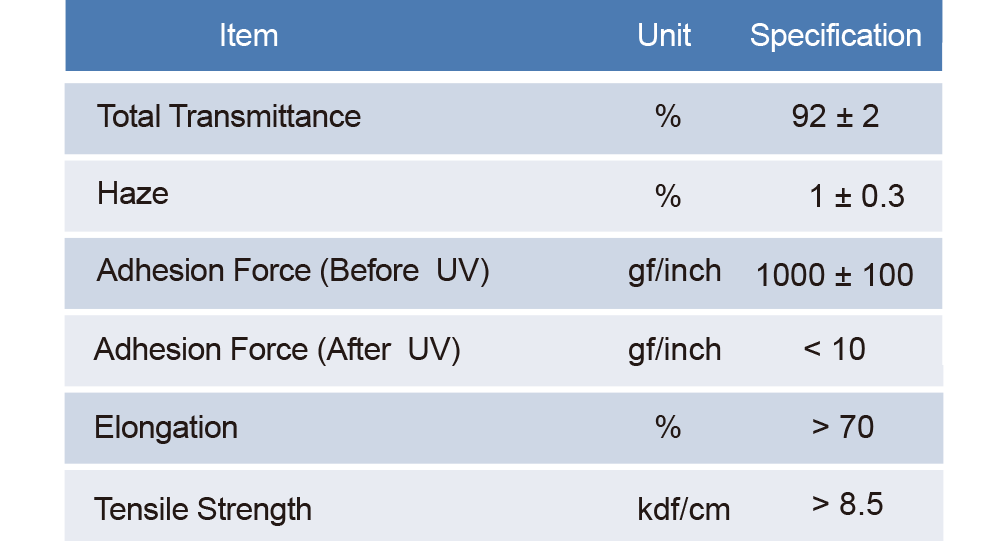 Item Unit Specification
Total Transmittance % 92 ± 2
Haze % 1 ± 0.3
Adhesion Force (Before UV) gf/inch 1000 ± 100
Adhesion Force (After UV) gf/inch < 10
Elongation % > 70
Tensile Strength kdf/cm > 8.5